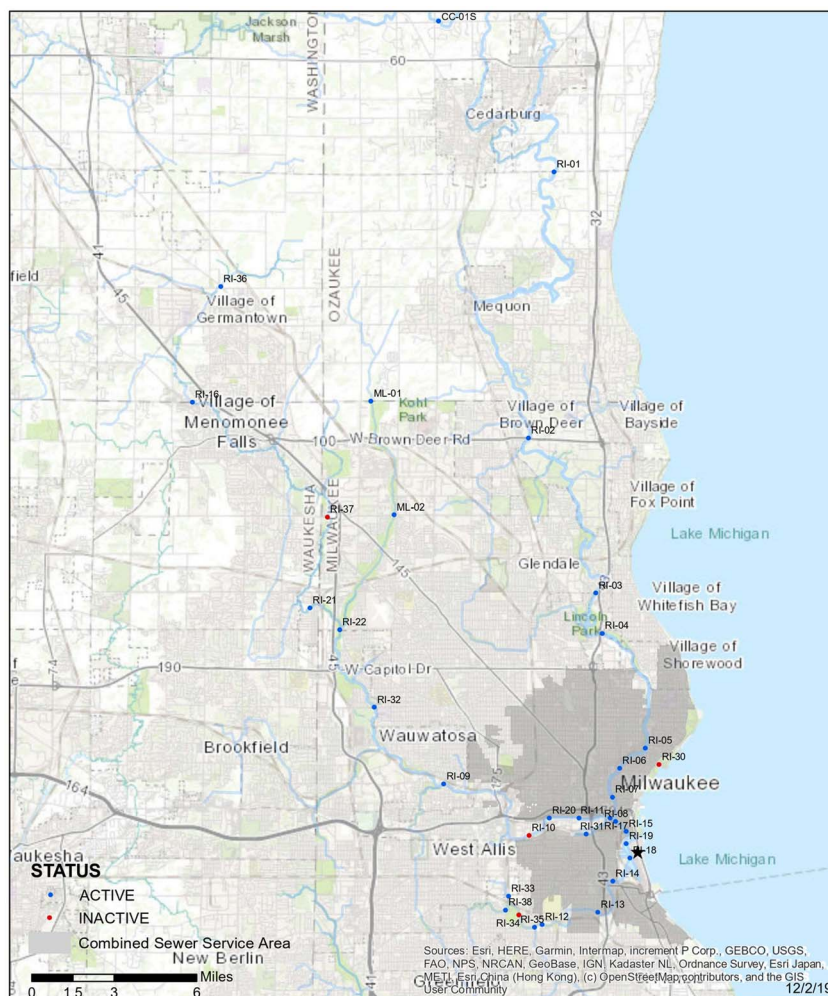 CC-01S
Jackson
Marsh
WASHINGTON
60
Cedarburg
RI-01
32
41
45
field
RI-36
Village of
Germantown
OZAUKEE
Mequon
RI-16
Village of
Menomonee
Falls
ML-01
Kohl
Park
Village of
Brown Deer
Village of
Bayside
100
W Brown Deer Rd
RI-02
Village of
Fox Point
WAUKESHA
MILWAUKEE
RI-37
ML-02
Lake Michigan
145
Glendale
RI-03
Village of
Whitefish Bay
RI-21
RI-22
Lincoln
Park
RI-04
Village of
Shorewood
74
190
45
W Capitol Dr
RI-32
Wauwatosa
Brookfield
RI-05
RI-30
RI-06
Milwaukee
164
RI-09
175
RI-07
RI-20
RI-11
RI-08
RI-10
RI-31
RI-17
RI-15
RI-19
West Allis
RI-18
Lake Michigan
aukesha
43
RI-14
STATUS
ACTIVE
INACTIVE
Combined Sewer Service Area
RI-33
RI-38
RI-34
RI-35
RI-12
RI-13
New Berlin
41
Greenfield
Miles
0 1.5 3 6
Sources: Esri, HERE, Garmin, Intermap, increment P Corp., GEBCO, USGS,
FAO, NPS, NRCAN, GeoBase, IGN, Kadaster NL, Ordnance Survey, Esri Japan,
METI, Esri China (Hong Kong), (c) OpenStreetMap contributors, and the GIS
User Community
12/2/19